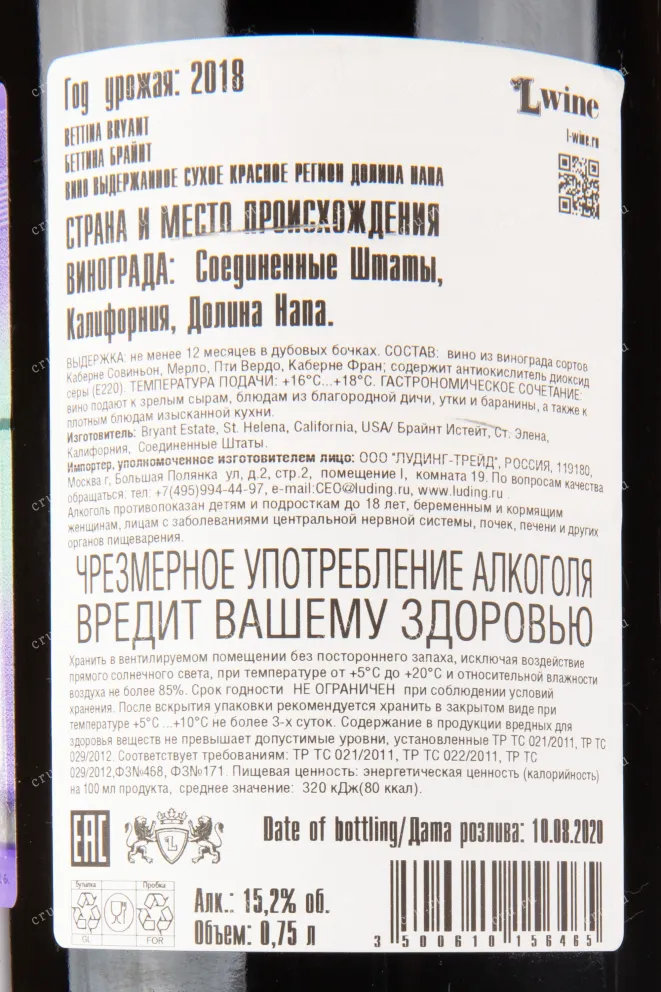 Год урожая: 2018
Lwine
l-wine.ru
BETTINA BRYANT
БЕТТИНА БРАЙНТ
ВИНО ВЫДЕРЖАННОЕ СУХОЕ КРАСНОЕ РЕГИОН ДОЛИНА НАПА
СТРАНА И МЕСТО ПРОИСХОЖДЕНИЯ
ВИНОГРАДА: Соединенные Штаты,
Калифорния, Долина Напа.
ВЫДЕРЖКА: не менее 12 месяцев в дубовых бочках. СОСТАВ: вино из винограда сортов
Каберне Совиньон, Мерло, Пти Вердо, Каберне Фран; содержит антиокислитель диоксид
серы (Е220). ТЕМПЕРАТУРА ПОДАЧИ: +16°С...+18°С. ГАСТРОНОМИЧЕСКОЕ СОЧЕТАНИЕ:
вино подают к зрелым сырам, блюдам из благородной дичи, утки и баранины, а также к
плотным блюдам изысканной кухни.
Изготовитель: Bryant Estate, St. Helena, California, USA/ Брайнт Истейт, Ст. Элена,
Калифорния, Соединенные Штаты.
Импортер, уполномоченное изготовителем лицо: ООО "ЛУДИНГ-ТРЕЙД", РОССИЯ, 119180,
Москва г, Большая Полянка ул, д.2, стр.2, помещение I, комната 19. По вопросам качества
обращаться: тел: +7(495)994-44-97, e-mail:CEO@luding.ru, www.luding.ru .
Алкоголь противопоказан детям и подросткам до 18 лет, беременным и кормящим
женщинам, лицам с заболеваниями центральной нервной системы, почек, печени и других
органов пищеварения.
ЧРЕЗМЕРНОЕ УПОТРЕБЛЕНИЕ АЛКОГОЛЯ
ВРЕДИТ ВАШЕМУ ЗДОРОВЬЮ
Хранить в вентилируемом помещении без постороннего запаха, исключая воздействие
прямого солнечного света, при температуре от +5°С до +20°С и относительной влажности
воздуха не более 85%. Срок годности НЕ ОГРАНИЧЕН при соблюдении условий
хранения. После вскрытия упаковки рекомендуется хранить в закрытом виде при
температуре +5°С ...+10°С не более 3-х суток. Содержание в продукции вредных для
здоровья веществ не превышает допустимые уровни, установленные ТР ТС 021/2011, ТР ТС
029/2012. Соответствует требованиям: ТР ТС 021/2011, ТР ТС 022/2011, ТР ТС
029/2012,ФЗ№468, ФЗ№171. Пищевая ценность: энергетическая ценность (калорийность)
на 100 мл продукта, среднее значение: 320 кДж(80 ккал).
EAC
L
Date of bottling/Дата розлива: 10.08.2020
Бутылка
Пробка
GL
FOR
Алк.: 15,2% об.
Объем: 0,75 л
3 500610 156465